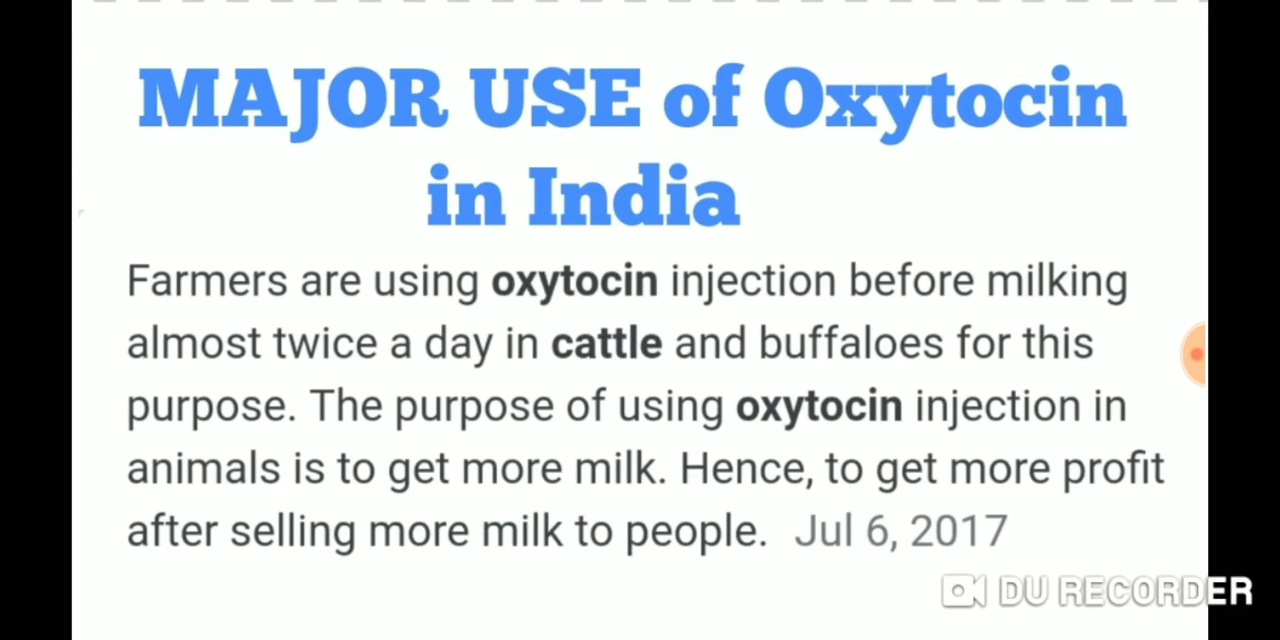 MAJOR USE of Oxytocin
in India
Farmers are using oxytocin injection before milking
almost twice a day in cattle and buffaloes for this
purpose. The purpose of using oxytocin injection in
animals is to get more milk. Hence, to get more profit
after selling more milk to people. Jul 6, 2017
DU RECORDER